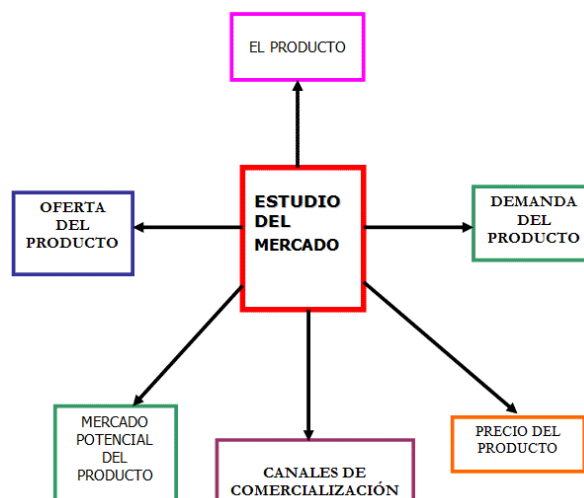 EL PRODUCTO
ESTUDIO
DEL
MERCADO
OFERTA
DEL
PRODUCTO
DEMANDA
DEL
PRODUCTO
MERCADO
POTENCIAL
DEL
PRODUCTO
CANALES DE
COMERCIALIZACIÓN
PRECIO DEL
PRODUCTO